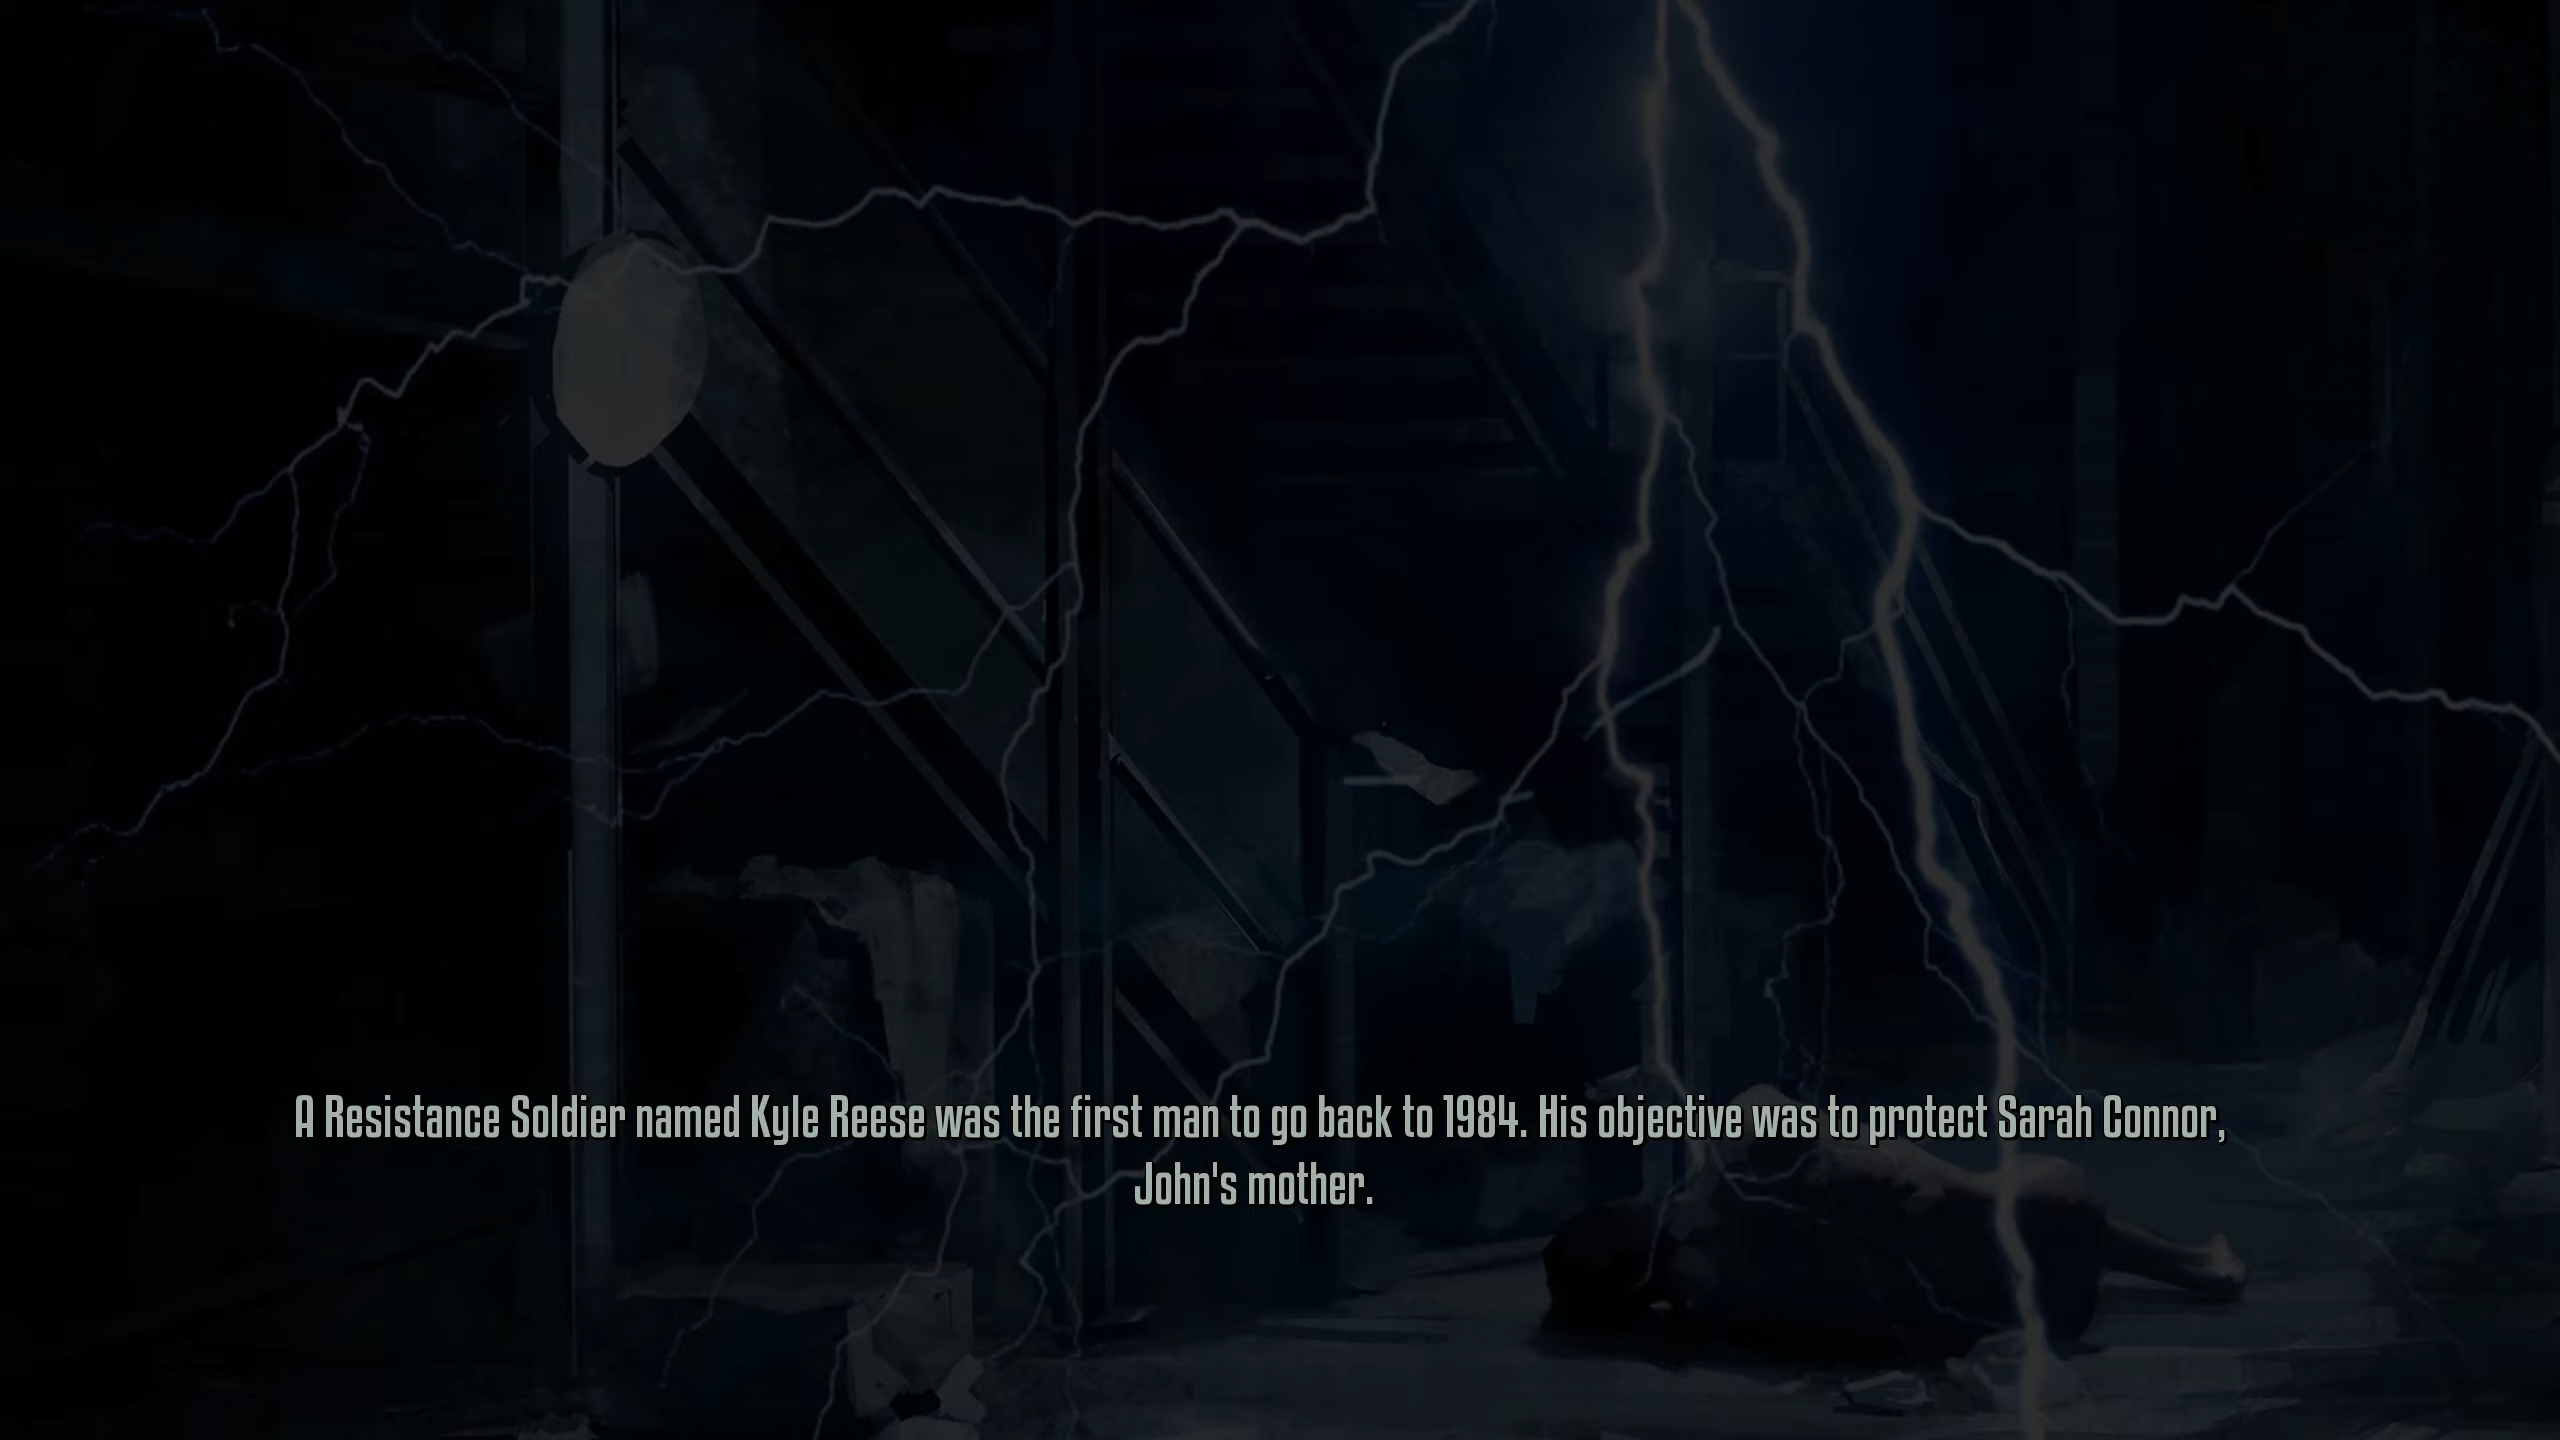 A Resistance Soldier named Kyle Reese was the first man to go back to 1984. His objective was to protect Sarah Connor,
John's mother.